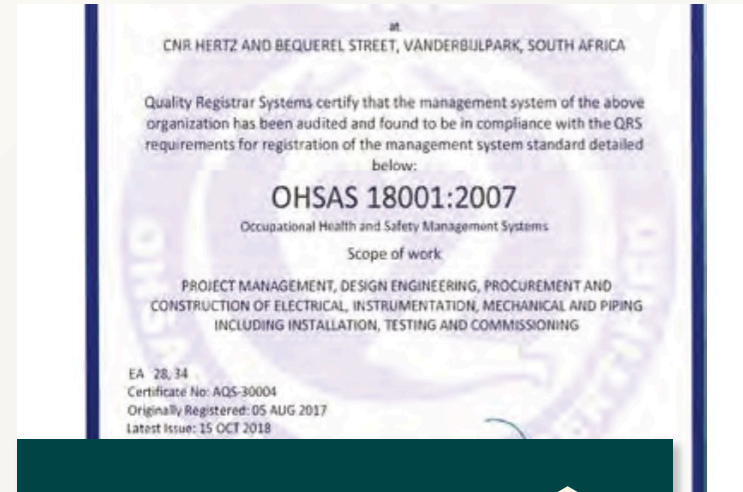 at
CNR HERTZ AND BEQUEREL STREET, VANDERBIJLPARK, SOUTH AFRICA
Quality Registrar Systems certify that the management system of the above
organization has been audited and found to be in compliance with the QRS
requirements for registration of the management system standard detailed
below:
OHSAS 18001:2007
Occupational Health and Safety Management Systems
Scope of work
PROJECT MANAGEMENT, DESIGN ENGINEERING, PROCUREMENT AND
CONSTRUCTION OF ELECTRICAL, INSTRUMENTATION, MECHANICAL AND PIPING
INCLUDING INSTALLATION, TESTING AND COMMISSIONING
EA 28, 34
Certificate No: AQS-30004
Originally Registered: 05 AUG 2017
Latest Issue: 15 OCT 2018